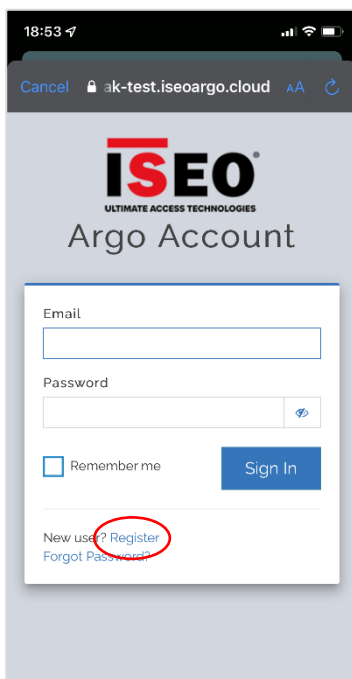 18:53
Cancel ak-test.iseoargo.cloud AA
ISEO
ULTIMATE ACCESS TECHNOLOGIES
Argo Account
Email
Password
Remember me
Sign In
New user? Register
Forgot Password?